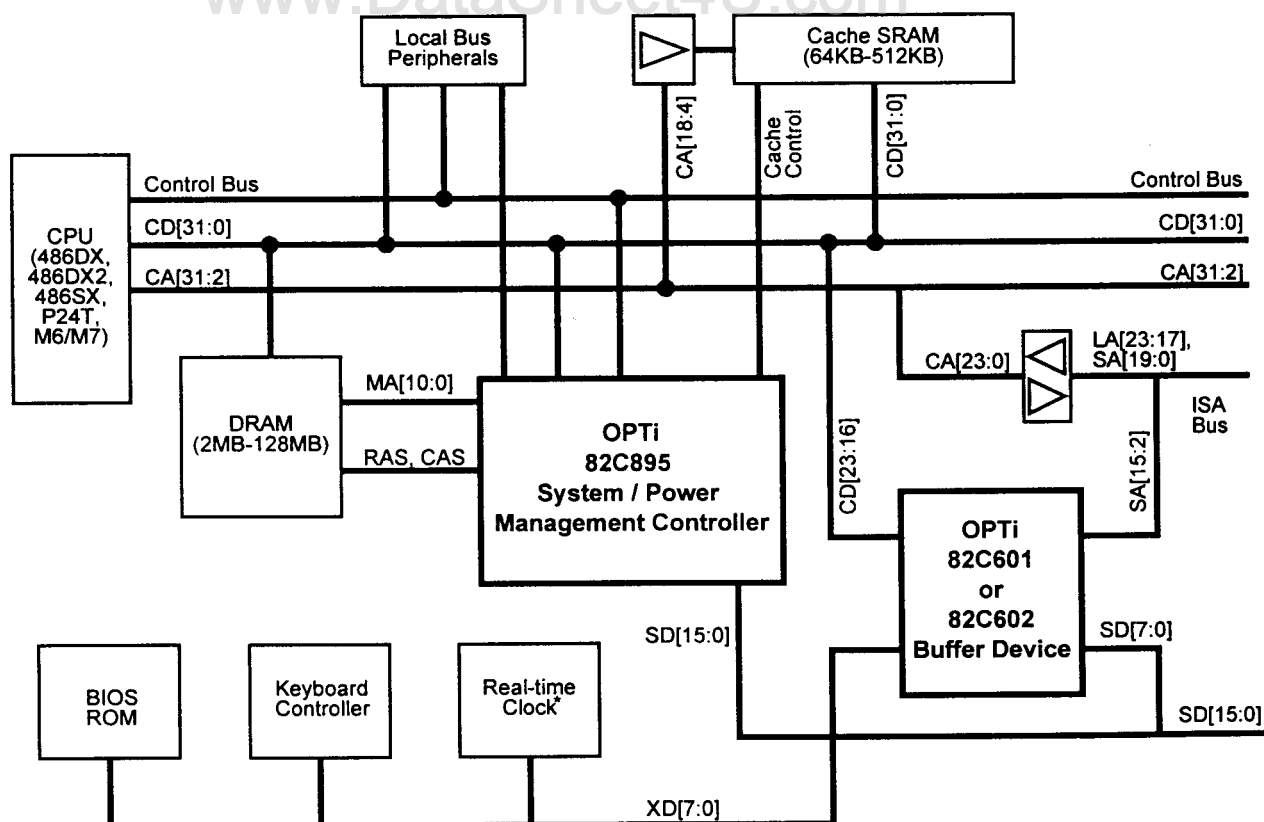 www.DataSheet4U.com
Local Bus
Peripherals
Cache SRAM
(64KB-512KB)
CA[18:4]
Cache
Control
CD[31:0]
Control Bus
Control Bus
CD[31:0]
CD[31:0]
CA[31:2]
CA[31:2]
CPU
(486DX,
486DX2,
486SX,
P24T,
M6/M7)
CA[23:0]
LA[23:17],
SA[19:0]
ISA
Bus
DRAM
(2MB-128MB)
MA[10:0]
RAS, CAS
OPTi
82C895
System / Power
Management Controller
CD[23:16]
SA[15:2]
OPTi
82C601
or
82C602
Buffer Device
SD[15:0]
SD[7:0]
SD[15:0]
BIOS
ROM
Keyboard
Controller
Real-time
Clock*
XD[7:0]